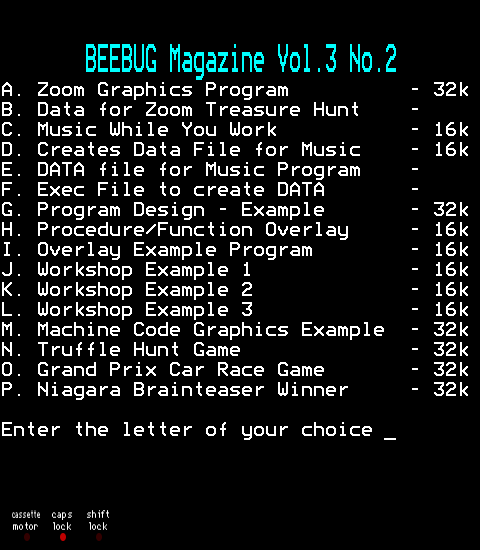 BEEBUG Magazine Vol.3 No.2
A. Zoom Graphics Program - 32k
B. Data for Zoom Treasure Hunt -
C. Music While You Work - 16k
D. Creates Data File for Music - 16k
E. DATA file for Music Program -
F. Exec File to create DATA -
G. Program Design - Example - 32k
H. Procedure/Function Overlay - 16k
I. Overlay Example Program - 16k
J. Workshop Example 1 - 16k
K. Workshop Example 2 - 16k
L. Workshop Example 3 - 16k
M. Machine Code Graphics Example - 32k
N. Truffle Hunt Game - 32k
O. Grand Prix Car Race Game - 32k
P. Niagara Brainteaser Winner - 32k
Enter the letter of your choice _
cassette motor caps lock shift lock